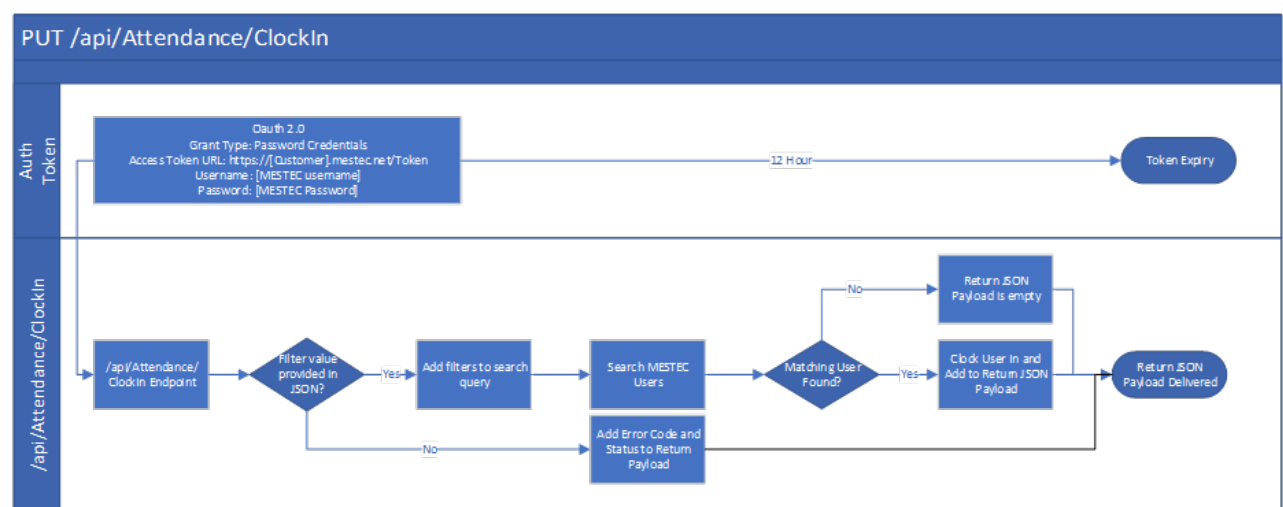 PUT /api/Attendance/ClockIn
Auth
Token
Oauth 2.0
Grant Type: Password Credentials
Access Token URL: https://[Customer].mestec.net/Token
Username: [MESTEC username]
Password: [MESTEC Password]
12 Hour
Token Expiry
/api/Attendance/ClockIn
/api/Attendance/
ClockIn Endpoint
Filter value
provided in
JSON?
Yes
Add filters to search
query
Search MESTEC
Users
Matching User
Found?
No
Return JSON
Payload is empty
Yes
Clock User In and
Add to Return JSON
Payload
Return JSON
Payload Delivered
No
Add Error Code and
Status to Return
Payload